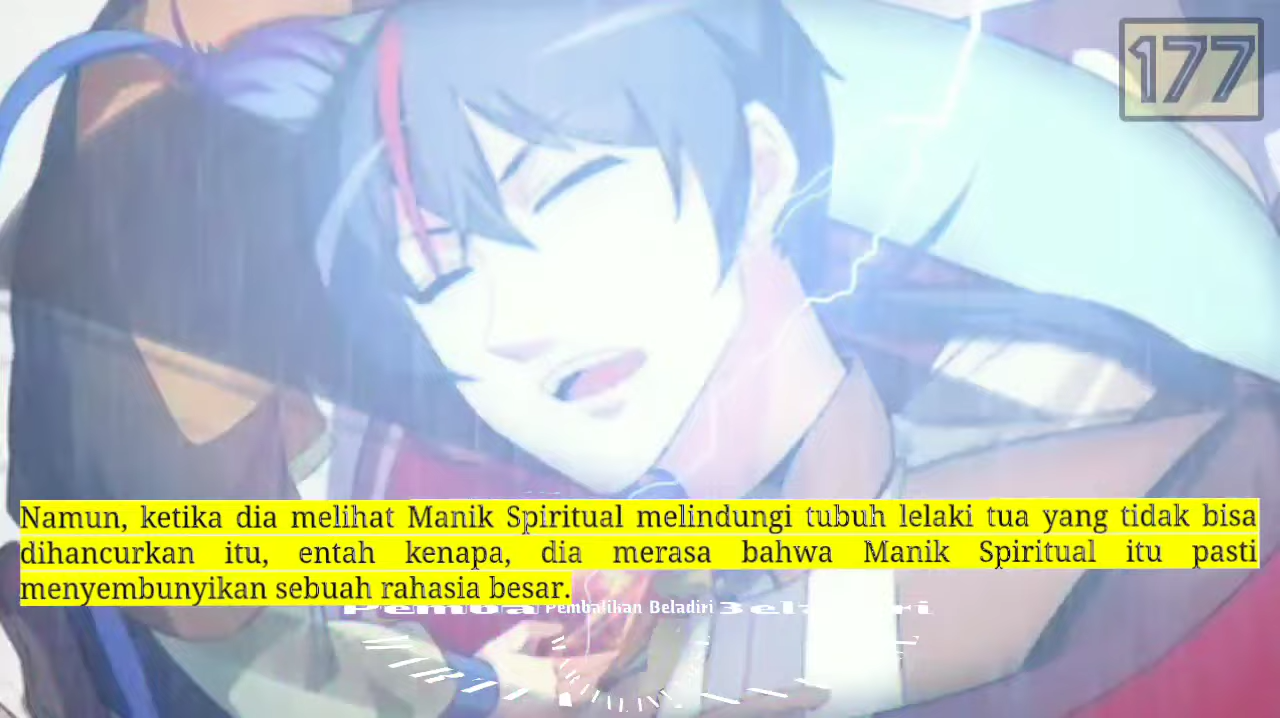 177
Namun, ketika dia melihat Manik Spiritual melindungi tubuh lelaki tua yang tidak bisa
dihancurkan itu, entah kenapa, dia merasa bahwa Manik Spiritual itu pasti
menyembunyikan sebuah rahasia besar.
Pembalihan Beladiri